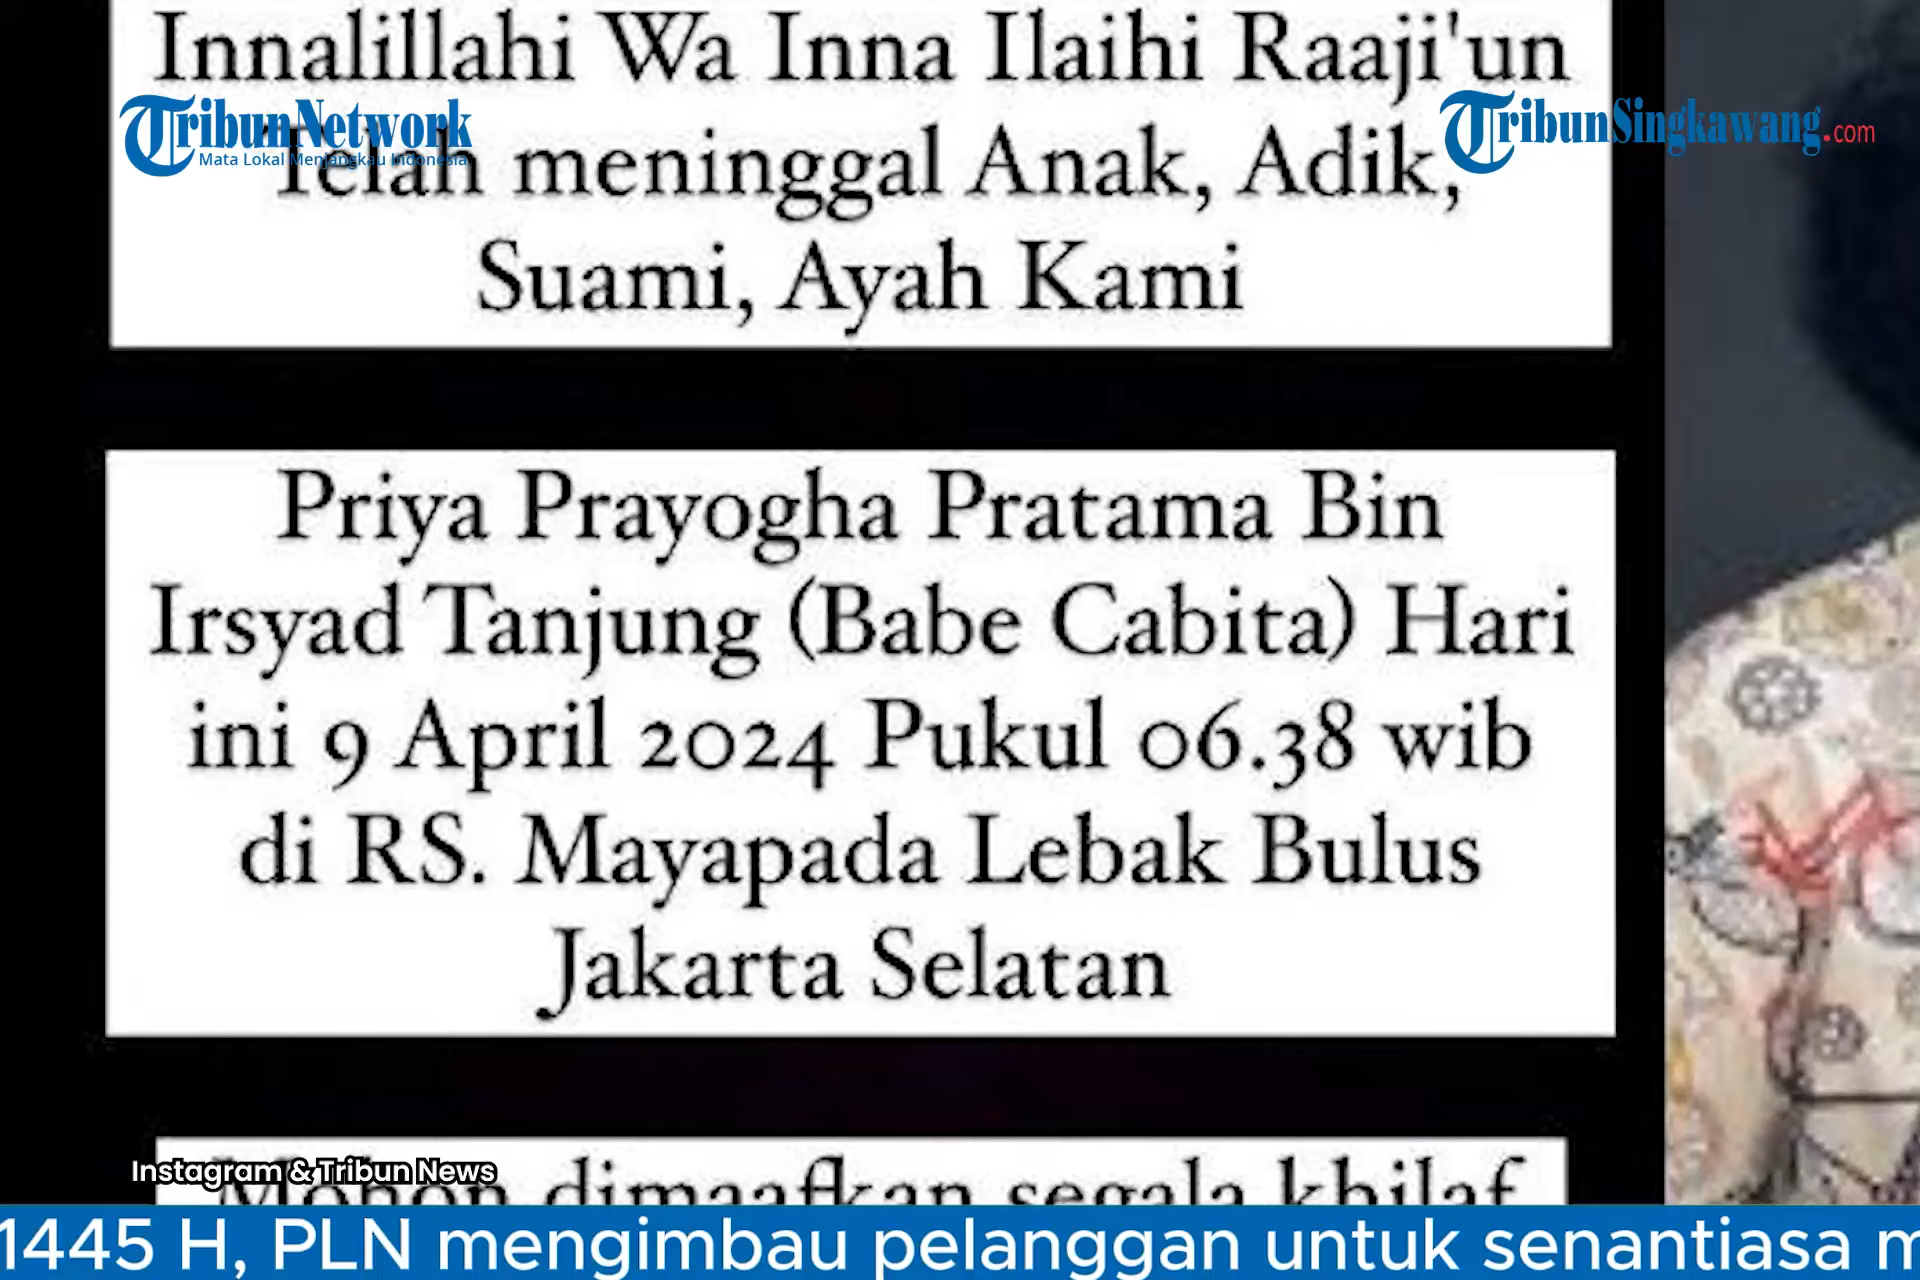 Innalillahi Wa Inna Ilaihi Raaji'un
TribunNetwork
Mata Lokal Menjangkau Indonesia
TribunSingkawang.com
Telah meninggal Anak, Adik,
Suami, Ayah Kami
Priya Prayogha Pratama Bin
Irsyad Tanjung (Babe Cabita) Hari
ini 9 April 2024 Pukul 06.38 wib
di RS. Mayapada Lebak Bulus
Jakarta Selatan
Instagram & Tribun News
Mohon dimaafkan segala khilaf
1445 H, PLN mengimbau pelanggan untuk senantiasa m